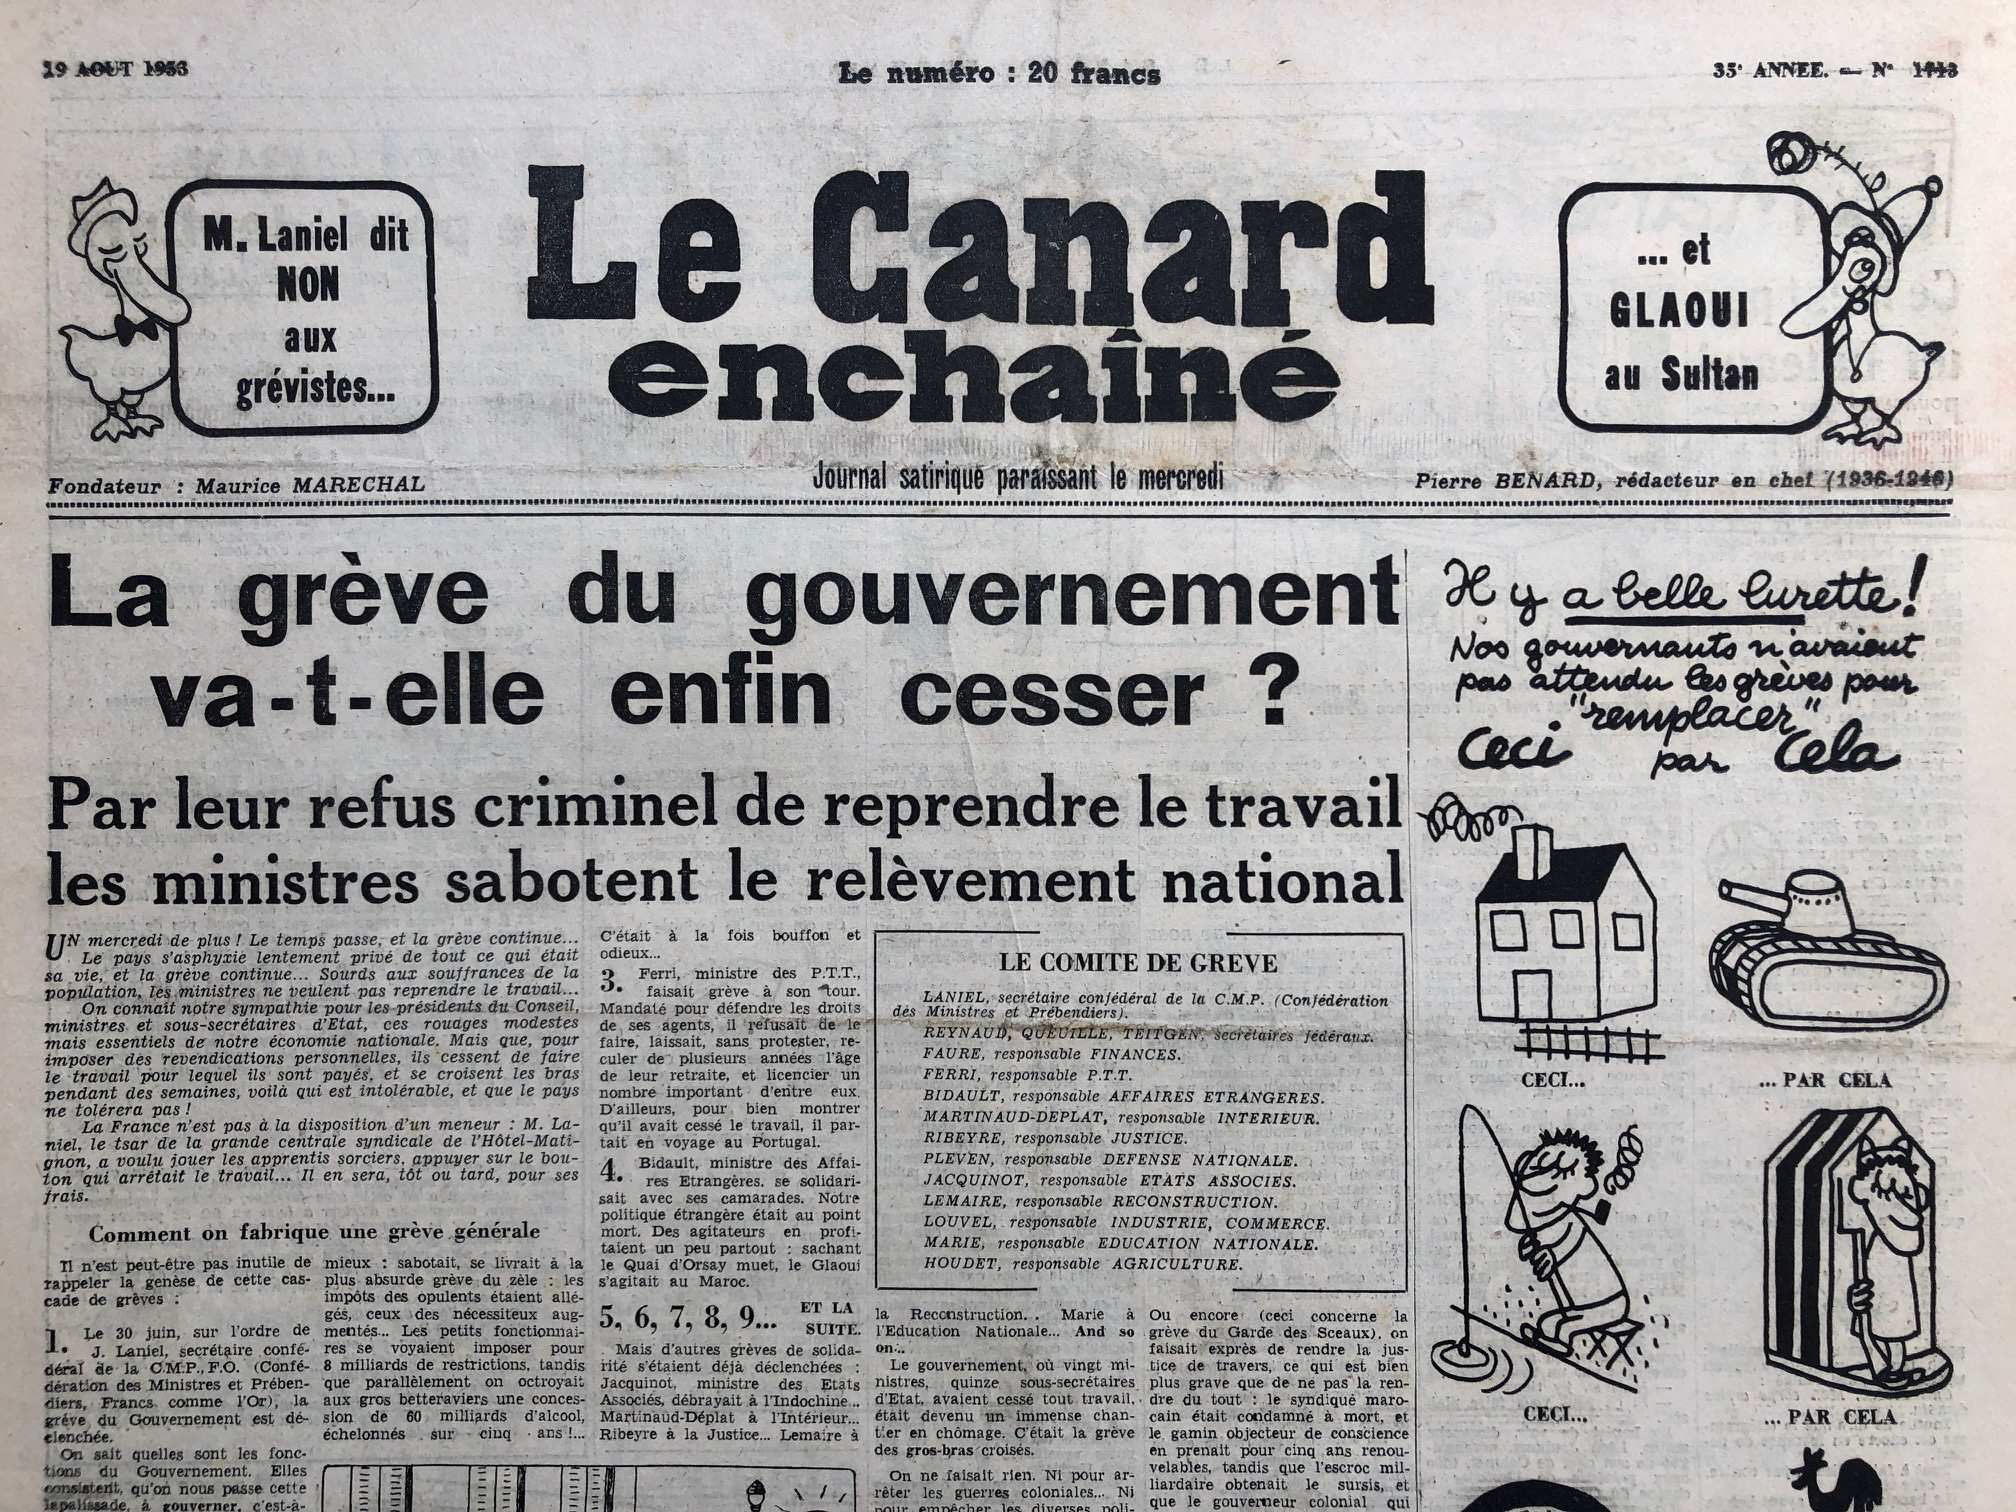 19 AOUT 1953
Le numéro : 20 francs
35e ANNEE. — N°
M. Laniel dit
NON
aux
grévistes...
Le Canard
enchaîné
... et
GLAOUI
au Sultan
Fondateur : Maurice MARECHAL
Journal satirique paraissant le mercredi
Pierre BENARD, rédacteur en chef (1936-1946)
La grève du gouvernement
va-t-elle enfin cesser ?
Par leur refus criminel de reprendre le travail
les ministres sabotent le relèvement national
UN mercredi de plus ! Le temps passe, et la grève continue...
Le pays s'asphyxie lentement privé de tout ce qui était
sa vie, et la grève continue... Sourds aux souffrances de la
population, les ministres ne veulent pas reprendre le travail...
On connaît notre sympathie pour les présidents du Conseil,
ministres et sous-secrétaires d'Etat, ces rouages modestes
mais essentiels de notre économie nationale. Mais que, pour
imposer des revendications personnelles, ils cessent de faire
le travail pour lequel ils sont payés, et se croisent les bras
pendant des semaines, voilà qui est intolérable, et que le pays
ne tolérera pas !
La France n'est pas à la disposition d'un meneur : M. La-
niel, le tsar de la grande centrale syndicale de l'Hôtel-Mati-
gnon, a voulu jouer les apprentis sorciers, appuyer sur le bou-
ton qui arrêtait le travail... Il en sera, tôt ou tard, pour ses
frais.
Comment on fabrique une grève générale
Il n'est peut-être pas inutile de
rappeler la genèse de cette cas-
cade de grèves :
1. Le 30 juin, sur l'ordre de
J. Laniel, secrétaire confé-
déral de la C.M.P., F.O. (Confé-
dération des Ministres et Prében-
diers, Francs comme l'Or), la
grève du Gouvernement est dé-
clenchée.
On sait quelles sont les fonc-
tions du Gouvernement. Elles
consistent, qu'on nous passe cette
lapalissade, à gouverner, c'est-à-
mieux : sabotait, se livrait à la
plus absurde grève du zèle : les
impôts des opulents étaient allé-
gés, ceux des nécessiteux aug-
mentés... Les petits fonctionnai-
res se voyaient imposer pour
8 milliards de restrictions, tandis
que parallèlement on octroyait
aux gros betteraviers une conces-
sion de 60 milliards d'alcool,
échelonnés sur cinq ans !...
C'était à la fois bouffon et
odieux...
3. Ferri, ministre des P.T.T.,
faisait grève à son tour.
Mandaté pour défendre les droits
de ses agents, il refusait de le
faire, laissait, sans protester, re-
culer de plusieurs années l'âge
de leur retraite, et licencier un
nombre important d'entre eux.
D'ailleurs, pour bien montrer
qu'il avait cessé le travail, il par-
tait en voyage au Portugal.
4. Bidault, ministre des Affai-
res Etrangères, se solidari-
sait avec ses camarades. Notre
politique étrangère était au point
mort. Des agitateurs en profi-
taient un peu partout : sachant
le Quai d'Orsay muet, le Glaoui
s'agitait au Maroc.
5, 6, 7, 8, 9... ET LA
SUITE.
Mais d'autres grèves de solida-
rité s'étaient déjà déclenchées :
Jacquinot, ministre des Etats
Associés, débrayait à l'Indochine...
Martinaud-Déplat à l'Intérieur...
Ribeyre à la Justice... Lemaire à
LE COMITE DE GREVE
LANIEL, secrétaire confédéral de la C.M.P. (Confédération
des Ministres et Prébendiers).
REYNAUD, QUEUILLE, TEITGEN, secrétaires fédéraux.
FAURE, responsable FINANCES.
FERRI, responsable P.T.T.
BIDAULT, responsable AFFAIRES ETRANGERES.
MARTINAUD-DEPLAT, responsable INTERIEUR.
RIBEYRE, responsable JUSTICE.
PLEVEN, responsable DEFENSE NATIONALE.
JACQUINOT, responsable ETATS ASSOCIES.
LEMAIRE, responsable RECONSTRUCTION.
LOUVEL, responsable INDUSTRIE, COMMERCE.
MARIE, responsable EDUCATION NATIONALE.
HOUDET, responsable AGRICULTURE.
la Reconstruction... Marie à
l'Education Nationale... And so
on...
Le gouvernement, où vingt mi-
nistres, quinze sous-secrétaires
d'Etat, avaient cessé tout travail,
était devenu un immense chan-
tier en chômage. C'était la grève
des gros-bras croisés.
On ne faisait rien. Ni pour ar-
rêter les guerres coloniales... Ni
pour empêcher les diverses poli-
Ou encore (ceci concerne la
grève du Garde des Sceaux), on
faisait exprès de rendre la jus-
tice de travers, ce qui est bien
plus grave que de ne pas la ren-
dre du tout : le syndiqué maro-
cain était condamné à mort, et
le gamin objecteur de conscience
en prenait pour cinq ans renou-
velables, tandis que l'escroc mil-
liardaire obtenait le sursis, et
que le gouverneur colonial qui
Il y a belle lurette !
Nos gouvernants n'avaient
pas attendu les grèves pour
"remplacer"
Ceci par Cela
CECI...
... PAR CELA
CECI...
... PAR CELA